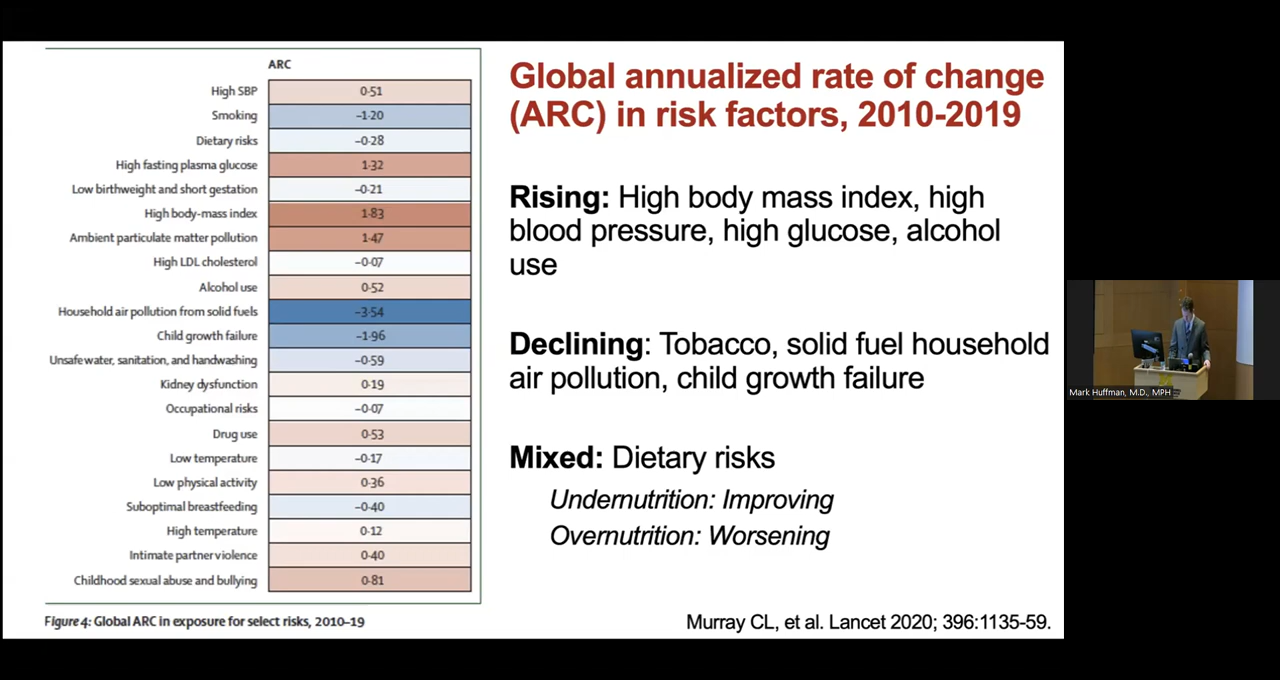 ARC
High SBP 0·51
Smoking –1·20
Dietary risks –0·28
High fasting plasma glucose 1·32
Low birthweight and short gestation –0·21
High body-mass index 1·83
Ambient particulate matter pollution 1·47
High LDL cholesterol –0·07
Alcohol use 0·52
Household air pollution from solid fuels –3·54
Child growth failure –1·96
Unsafe water, sanitation, and handwashing –0·59
Kidney dysfunction 0·19
Occupational risks –0·07
Drug use 0·53
Low temperature –0·17
Low physical activity 0·36
Suboptimal breastfeeding –0·40
High temperature 0·12
Intimate partner violence 0·40
Childhood sexual abuse and bullying 0·81
Figure 4: Global ARC in exposure for select risks, 2010–19
Global annualized rate of change
(ARC) in risk factors, 2010-2019
Rising: High body mass index, high
blood pressure, high glucose, alcohol
use
Declining: Tobacco, solid fuel household
air pollution, child growth failure
Mixed: Dietary risks
Undernutrition: Improving
Overnutrition: Worsening
Murray CL, et al. Lancet 2020; 396:1135-59.
Mark Huffman, M.D., MPH